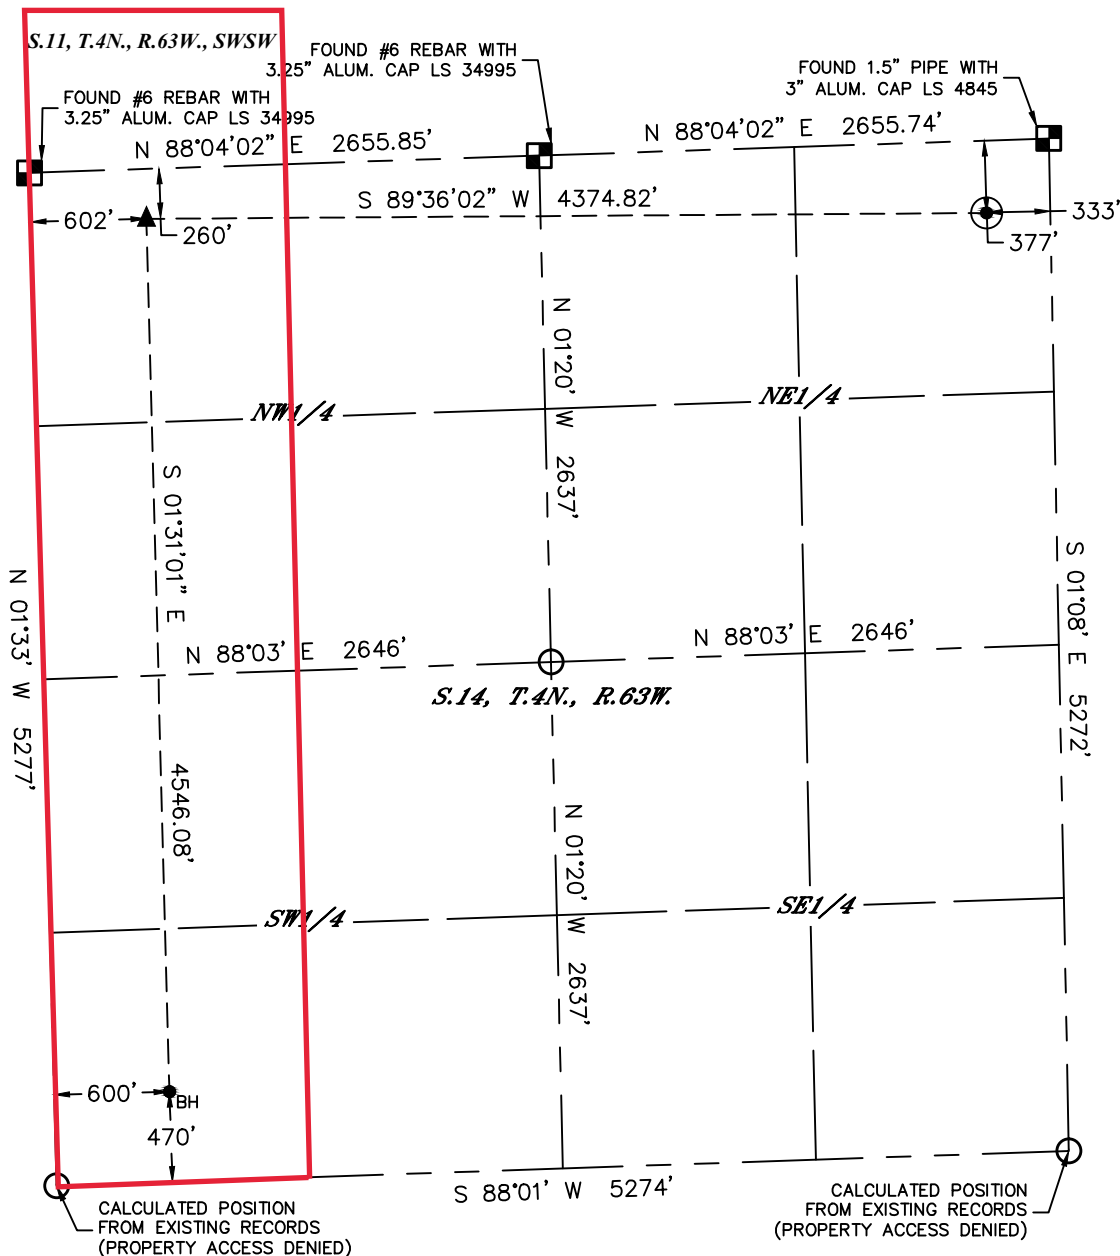 S.11, T.4N., R.63W., SWSW
FOUND #6 REBAR WITH
3.25" ALUM. CAP LS 34995
FOUND #6 REBAR WITH
3.25" ALUM. CAP LS 34995
FOUND 1.5" PIPE WITH
3" ALUM. CAP LS 4845
N 88°04'02" E 2655.85'
N 88°04'02" E 2655.74'
S 89°36'02" W 4374.82'
602'
260'
333'
377'
N 01°20' W 2637'
NW1/4
NE1/4
S 01°31'01" E 4546.08'
N 01°33' W 5277'
S 01°08' E 5272'
N 88°03' E 2646'
N 88°03' E 2646'
S.14, T.4N., R.63W.
N 01°20' W 2637'
SW1/4
SE1/4
600'
BH
470'
S 88°01' W 5274'
CALCULATED POSITION
FROM EXISTING RECORDS
(PROPERTY ACCESS DENIED)
CALCULATED POSITION
FROM EXISTING RECORDS
(PROPERTY ACCESS DENIED)